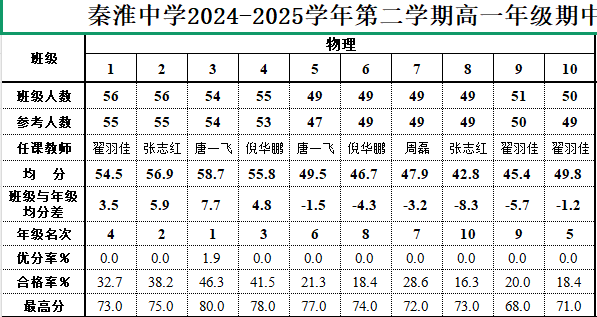 秦淮中学2024-2025学年第二学期高一年级期中
班级 物理
1 2 3 4 5 6 7 8 9 10
班级人数 56 56 54 55 49 49 49 49 51 50
参考人数 55 55 54 53 47 49 49 49 50 49
任课教师 翟羽佳 张志红 唐一飞 倪华鹏 唐一飞 倪华鹏 周磊 张志红 翟羽佳 翟羽佳
均 分 54.5 56.9 58.7 55.8 49.5 46.7 47.9 42.8 45.4 49.8
班级与年级均分差 3.5 5.9 7.7 4.8 -1.5 -4.3 -3.2 -8.3 -5.7 -1.2
年级名次 4 2 1 3 6 8 7 10 9 5
优分率% 0.0 0.0 1.9 0.0 0.0 0.0 0.0 0.0 0.0 0.0
合格率% 32.7 38.2 46.3 41.5 21.3 18.4 28.6 16.3 20.0 18.4
最高分 73.0 75.0 80.0 78.0 77.0 74.0 72.0 73.0 68.0 71.0